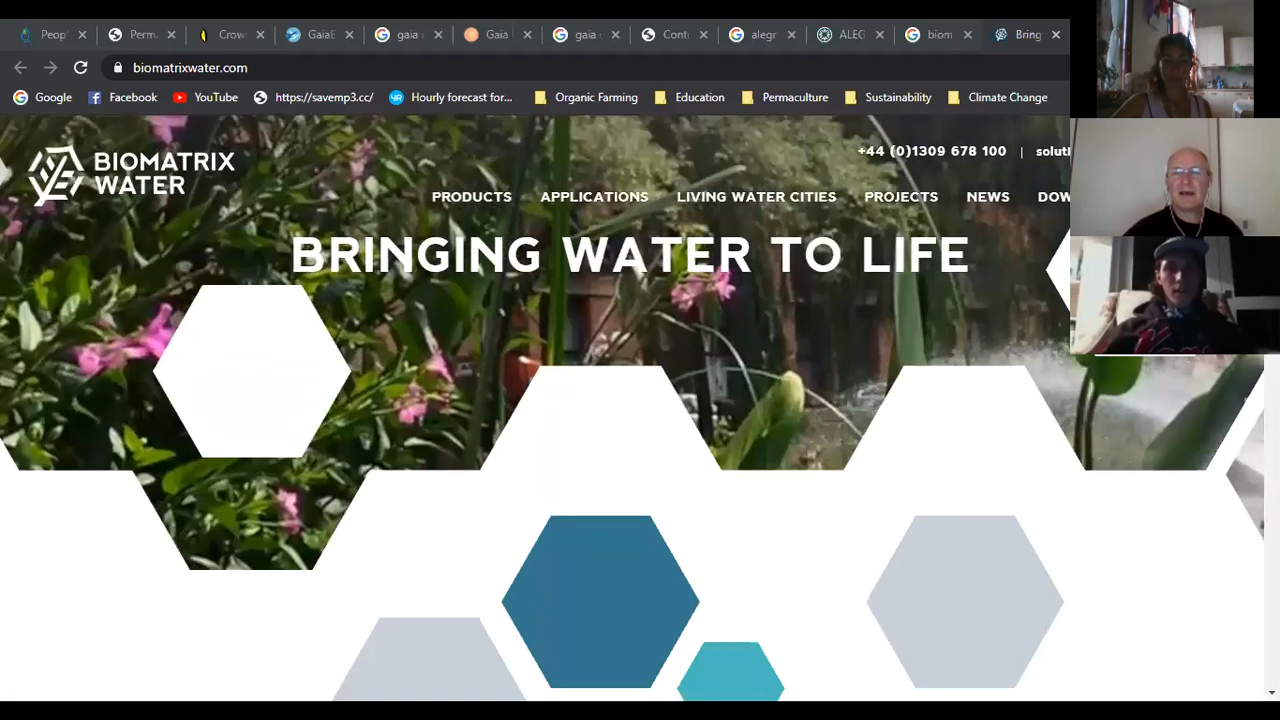 Peop
Perma
Crow
GaiaE
gaia
Gaia
gaia
Cont
alegr
ALEG
biom
Bring
biomatrixwater.com
Google Facebook YouTube https://savemp3.cc/ Hourly forecast for... Organic Farming Education Permaculture Sustainability Climate Change
+44 (0)1309 678 100 | soluti
BIOMATRIX
WATER
PRODUCTS APPLICATIONS LIVING WATER CITIES PROJECTS NEWS DOW
BRINGING WATER TO LIFE